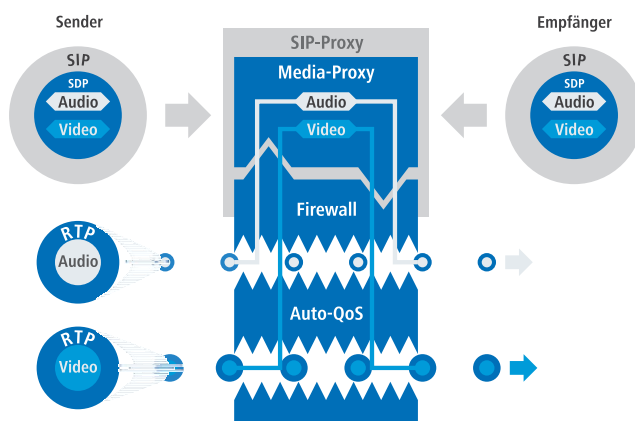 Sender
Empfänger
SIP
SDP
Audio
Video
SIP-Proxy
Media-Proxy
Audio
Video
Firewall
Auto-QoS
SIP
SDP
Audio
Video
RTP
Audio
RTP
Video